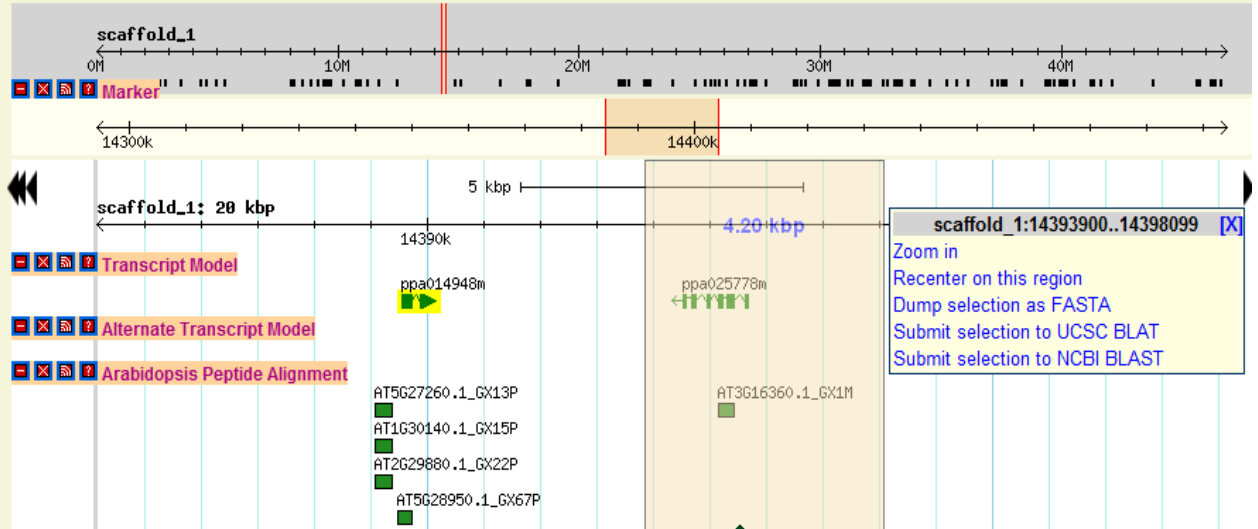 scaffold_1
0M 10M 20M 30M 40M
Marker
14300k 14400k
5 kbp
scaffold_1: 20 kbp
4.20 kbp
scaffold_1:14393900..14398099 [X]
14390k
Zoom in
Transcript Model
Recenter on this region
ppa014948m ppa025778m
Dump selection as FASTA
Alternate Transcript Model
Submit selection to UCSC BLAT
Submit selection to NCBI BLAST
Arabidopsis Peptide Alignment
AT5G27260.1_GX13P AT3G16360.1_GX1M
AT1G30140.1_GX15P
AT2G29880.1_GX22P
AT5G28950.1_GX67P